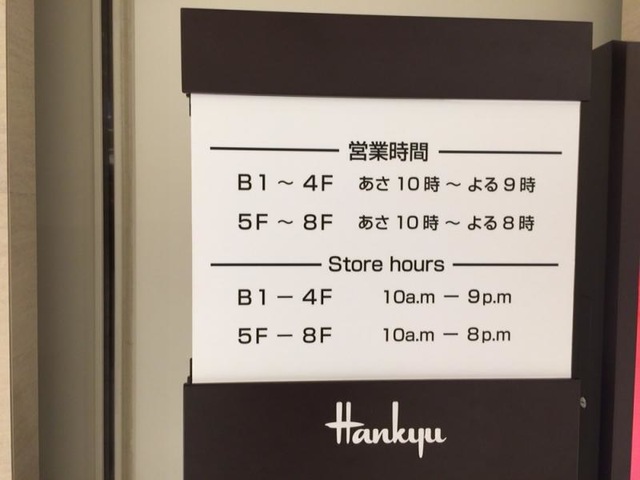 営業時間
B1～4F あさ10時～よる9時
5F～8F あさ10時～よる8時
Store hours
B1－4F 10a.m－9p.m
5F－8F 10a.m－8p.m
Hankyu